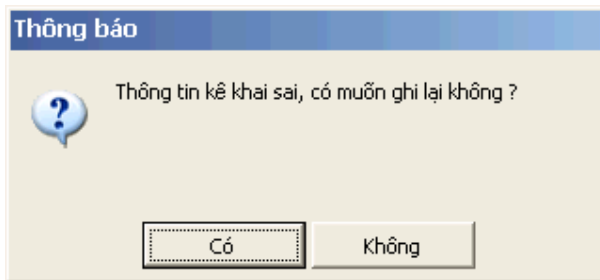 Thông báo
Thông tin kê khai sai, có muốn ghi lại không ?
Có
Không